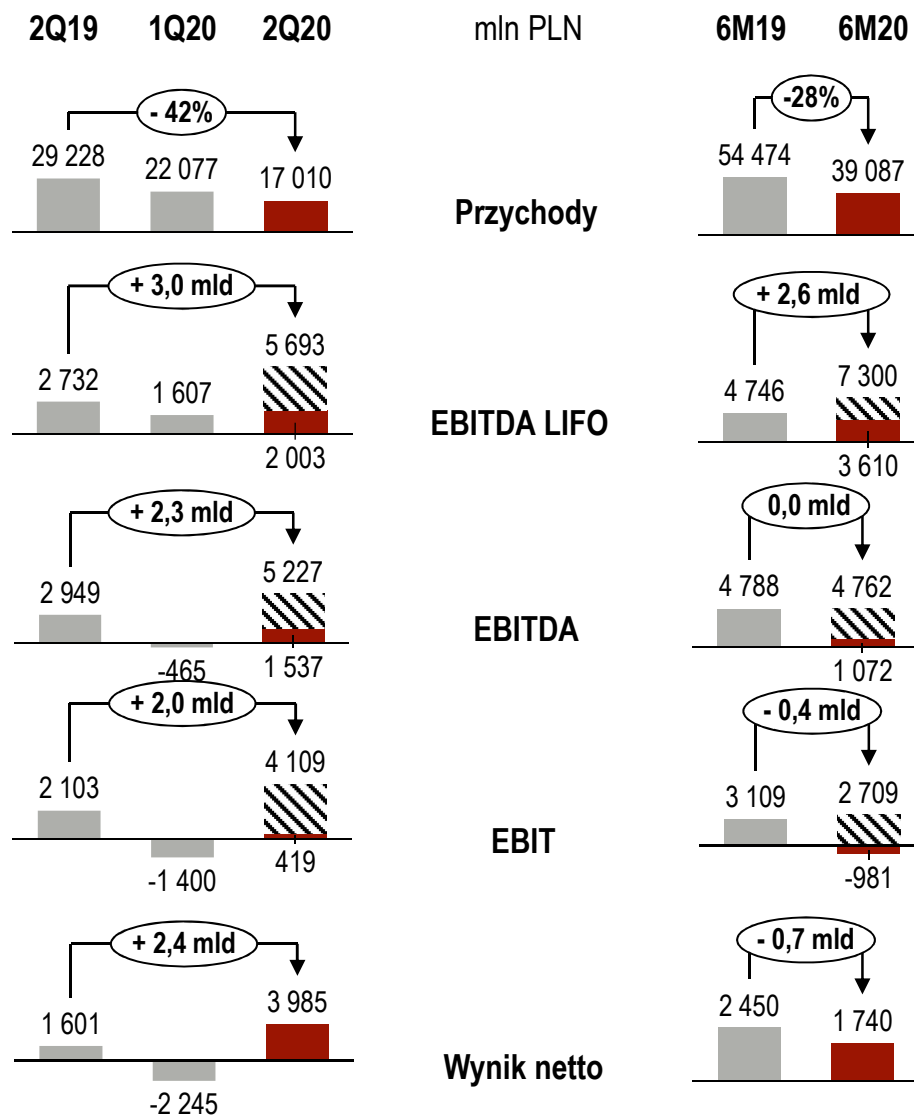 2Q19 1Q20 2Q20 mln PLN 6M19 6M20
- 42% -28%
29 228 22 077 17 010 54 474 39 087
Przychody
+ 3,0 mld + 2,6 mld
5 693 7 300
2 732 1 607 4 746
EBITDA LIFO
2 003 3 610
+ 2,3 mld 0,0 mld
5 227 4 788 4 762
2 949
EBITDA
-465 1 537 1 072
+ 2,0 mld - 0,4 mld
4 109 2 709
2 103 3 109
EBIT
419 -981
-1 400
+ 2,4 mld - 0,7 mld
3 985 2 450 1 740
1 601
Wynik netto
-2 245